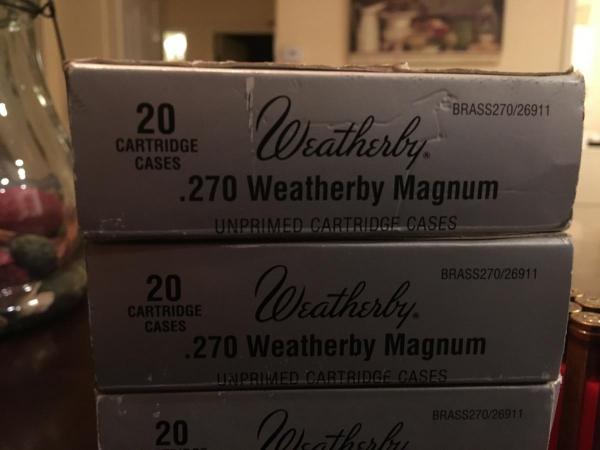 20
CARTRIDGE
CASES
Weatherby®
BRASS270/26911
.270 Weatherby Magnum
UNPRIMED CARTRIDGE CASES
20
CARTRIDGE
CASES
Weatherby®
BRASS270/26911
.270 Weatherby Magnum
UNPRIMED CARTRIDGE CASES
20
CARTRIDGE
Weatherby
BRASS270/26911